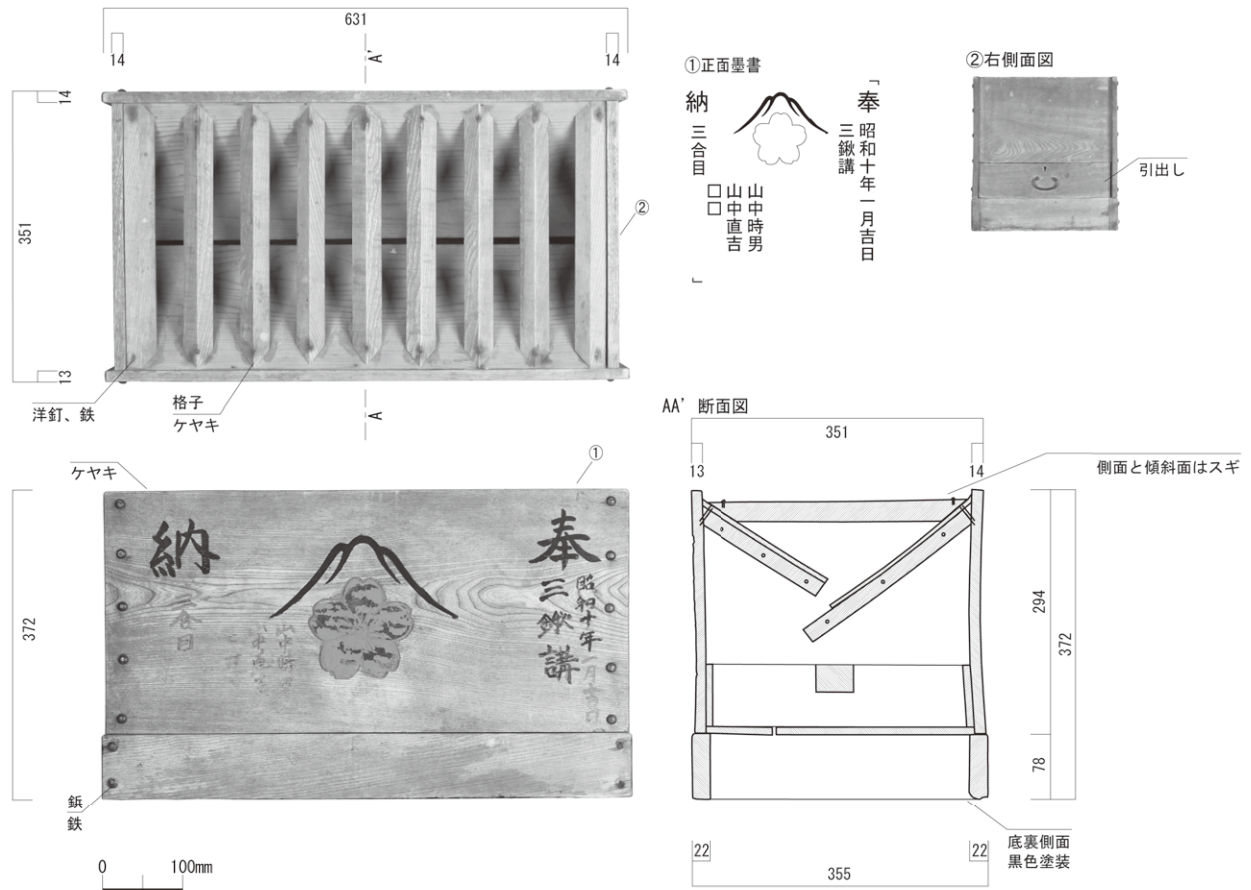 631
14
14
A'
14
351
13
②
洋釘、鉄
格子
ケヤキ
A
①正面墨書
「奉
昭和十年一月吉日
三鍬講
山中時男
山中直吉
□□
納
三合目
」
②右側面図
引出し
ケヤキ
①
372
奉
昭和十年一月吉日
三鍬講
納
三合目
鋲
鉄
0 100mm
AA' 断面図
351
13
14
側面と傾斜面はスギ
294
372
78
22
22
355
底裏側面
黒色塗装